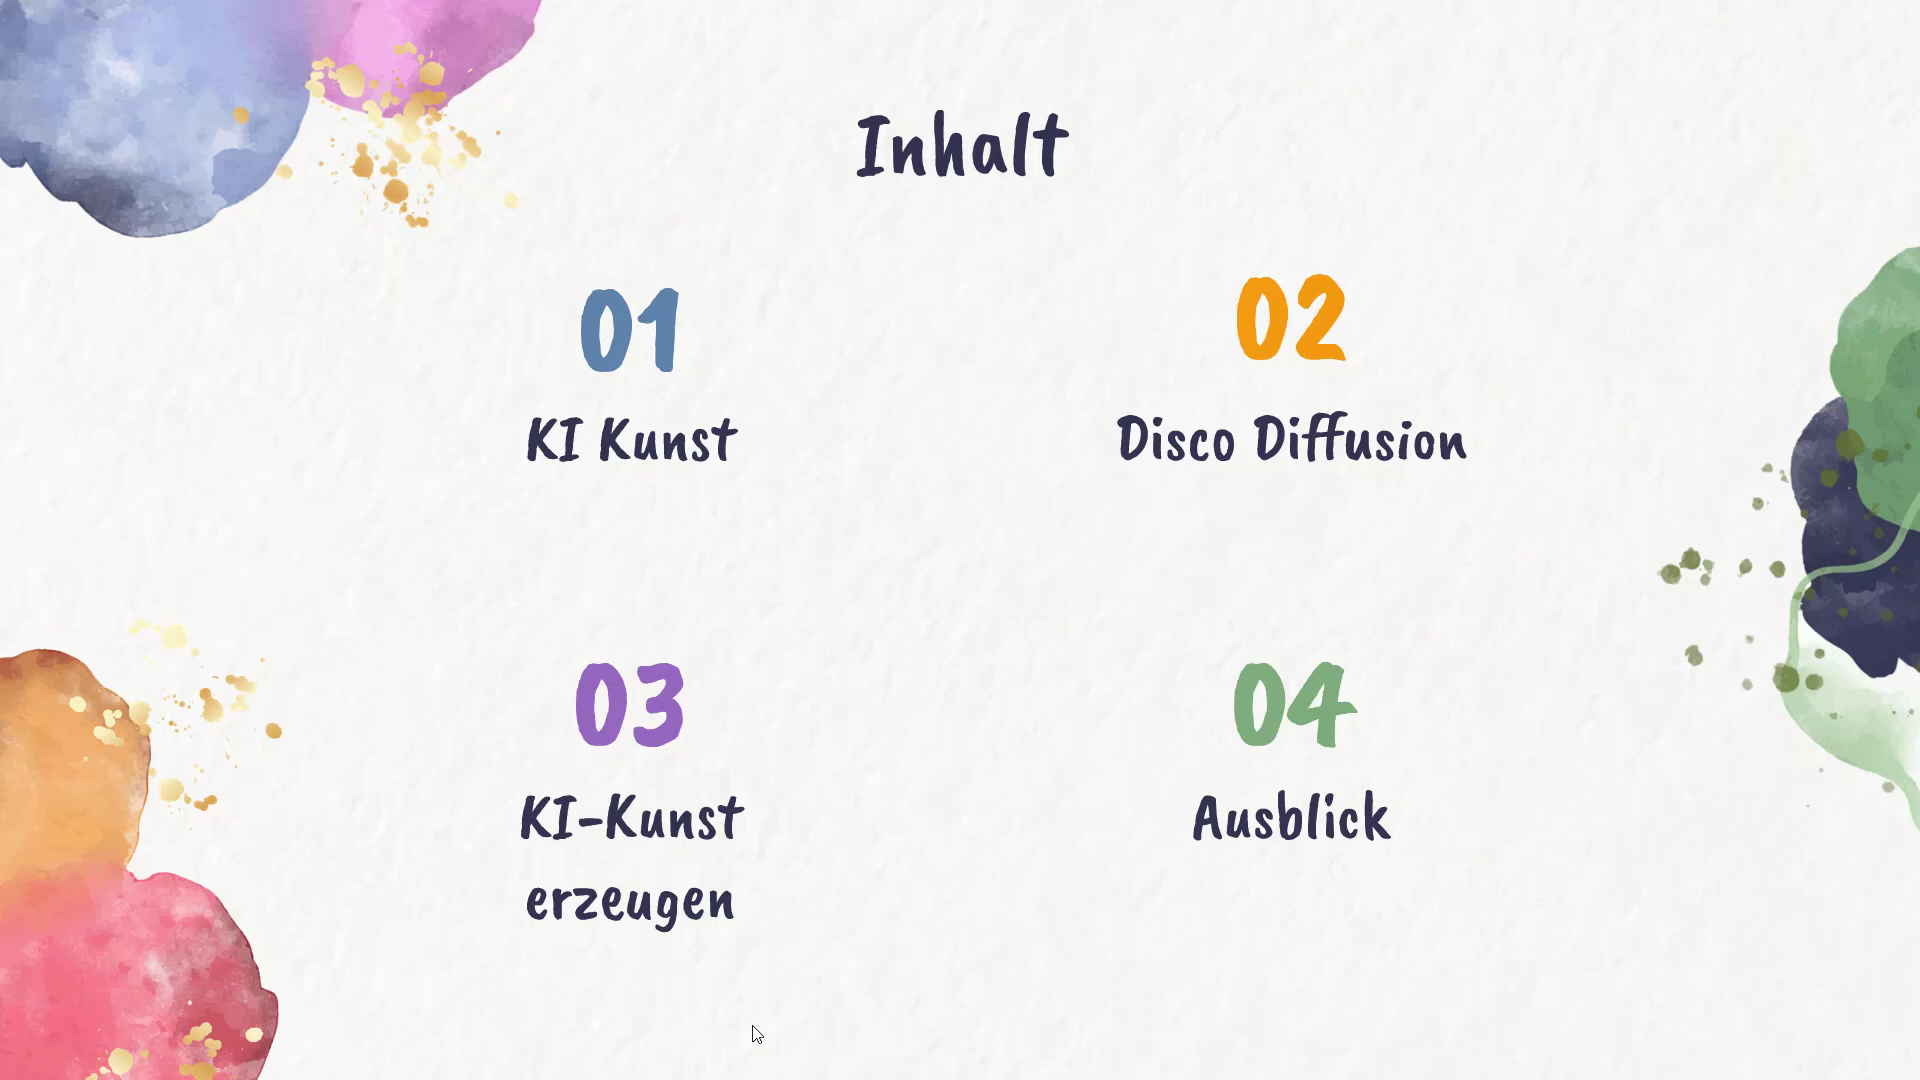 Inhalt
01
KI Kunst
02
Disco Diffusion
03
KI-Kunst
erzeugen
04
Ausblick